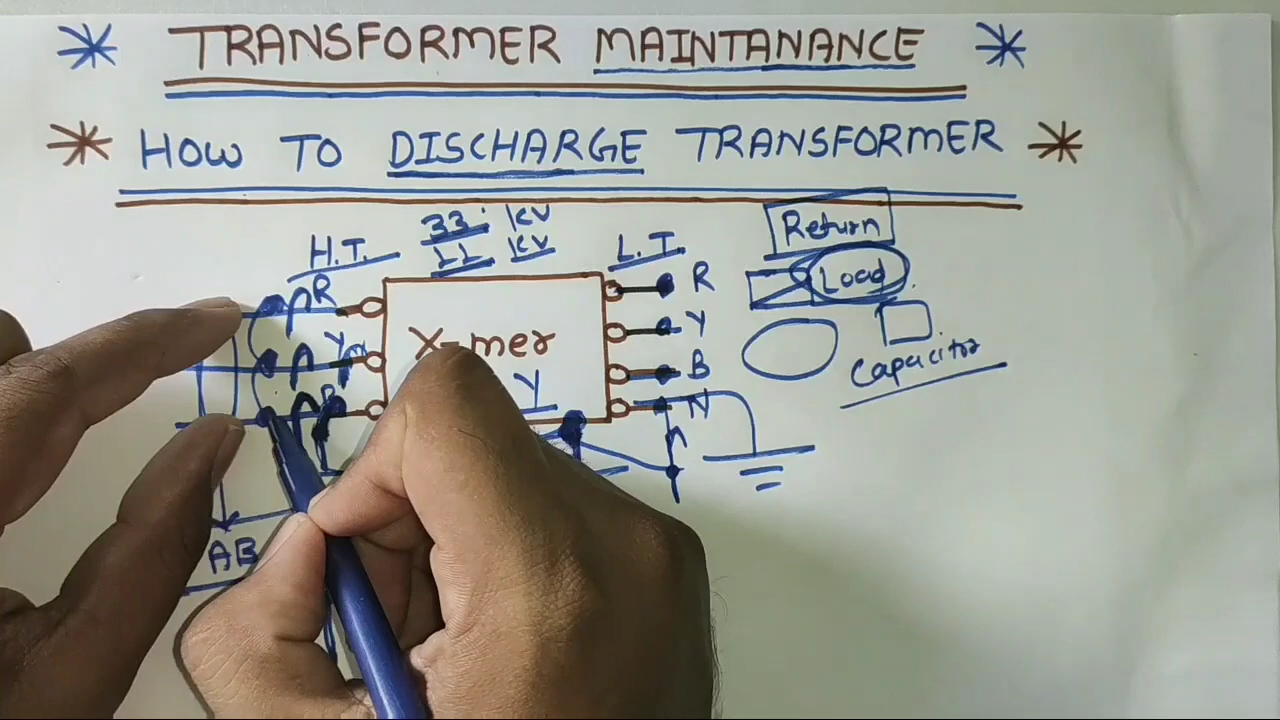 TRANSFORMER MAINTANANCE
HOW TO DISCHARGE TRANSFORMER
33 KV
11 KV
H.T.
L.T.
Return
Load
Capacitor
R
Y
B
R
Y
B
N
X-mer
Y
AB